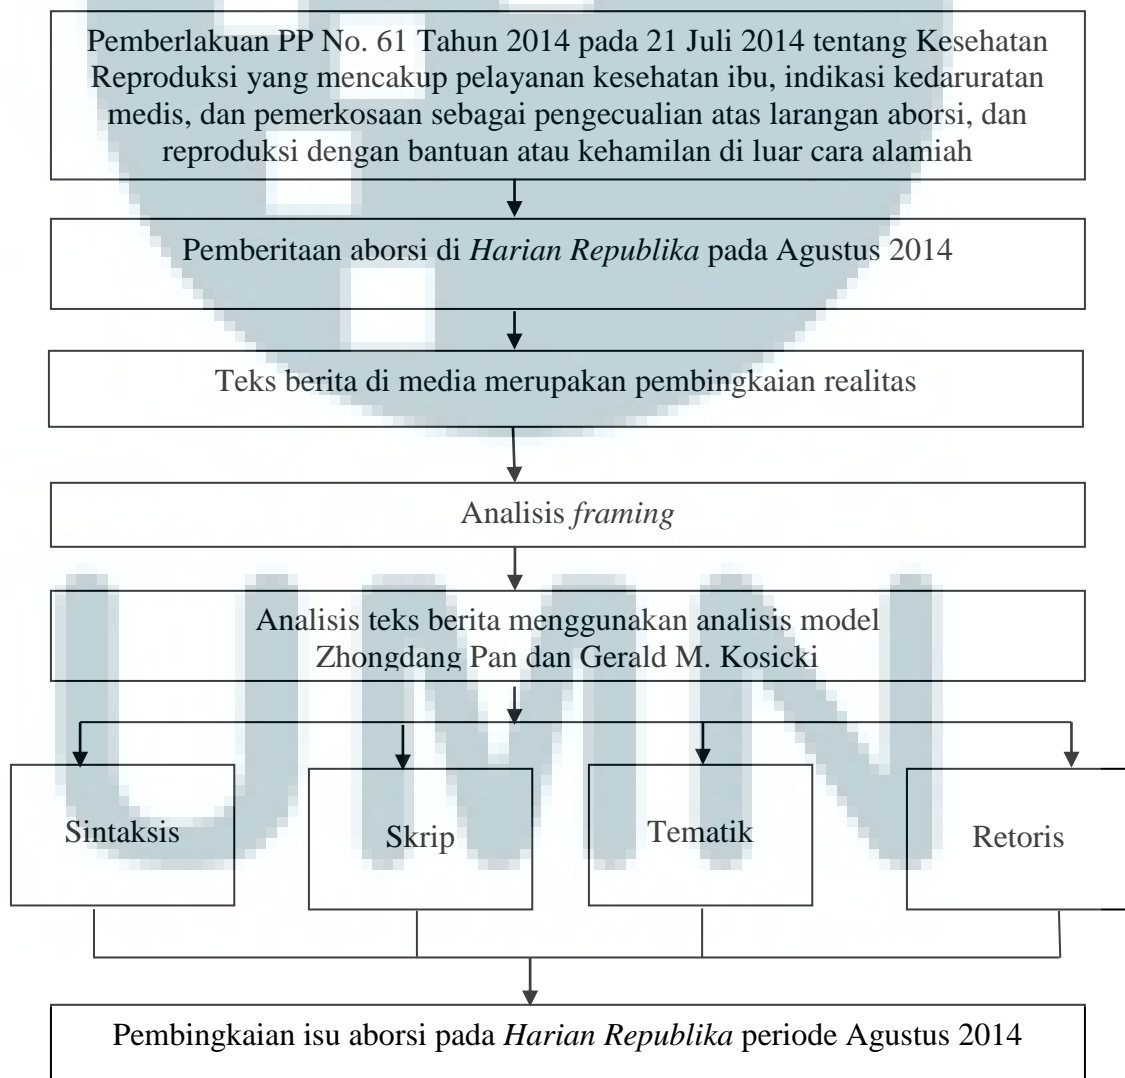 Pemberlakuan PP No. 61 Tahun 2014 pada 21 Juli 2014 tentang Kesehatan
Reproduksi yang mencakup pelayanan kesehatan ibu, indikasi kedaruratan
medis, dan pemerkosaan sebagai pengecualian atas larangan aborsi, dan
reproduksi dengan bantuan atau kehamilan di luar cara alamiah
Pemberitaan aborsi di Harian Republika pada Agustus 2014
Teks berita di media merupakan pembingkaian realitas
Analisis framing
Analisis teks berita menggunakan analisis model
Zhongdang Pan dan Gerald M. Kosicki
UMN
Sintaksis
Skrip
Tematik
Retoris
Pembingkaian isu aborsi pada Harian Republika periode Agustus 2014